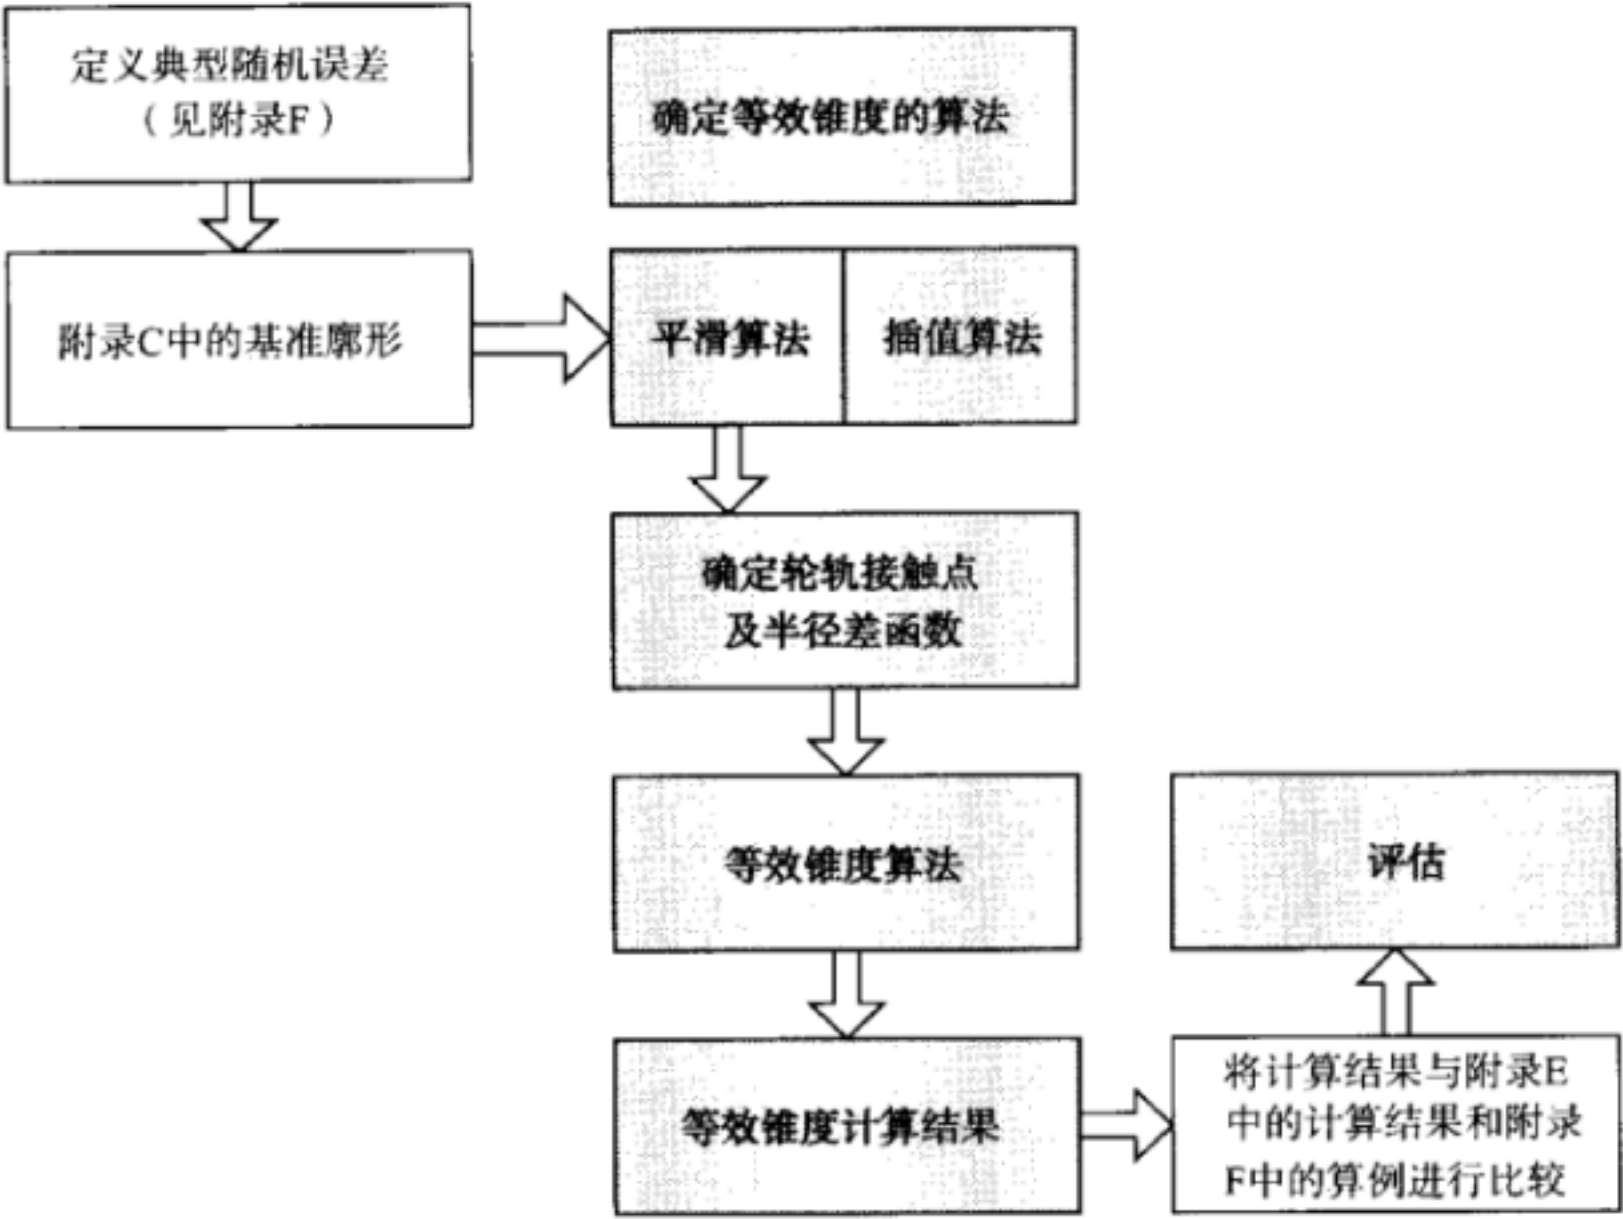 定义典型随机误差
（见附录F）
确定等效锥度的算法
附录C中的基准廓形
平滑算法
插值算法
确定轮轨接触点
及半径差函数
等效锥度算法
评估
等效锥度计算结果
将计算结果与附录E
中的计算结果和附录
F中的算例进行比较